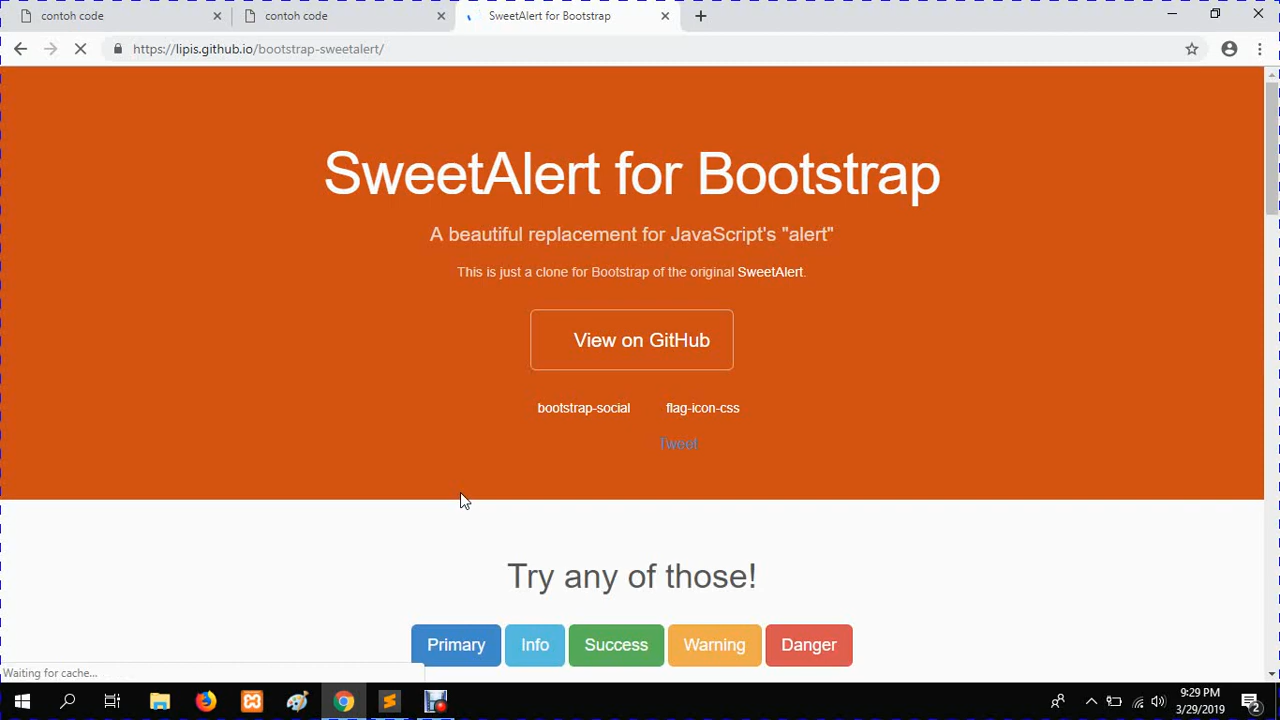 contoh code
contoh code
SweetAlert for Bootstrap
https://lipis.github.io/bootstrap-sweetalert/
SweetAlert for Bootstrap
A beautiful replacement for JavaScript's "alert"
This is just a clone for Bootstrap of the original SweetAlert.
View on GitHub
bootstrap-social
flag-icon-css
Tweet
Try any of those!
Primary
Info
Success
Warning
Danger
Waiting for cache...
9:29 PM
3/29/2019
2